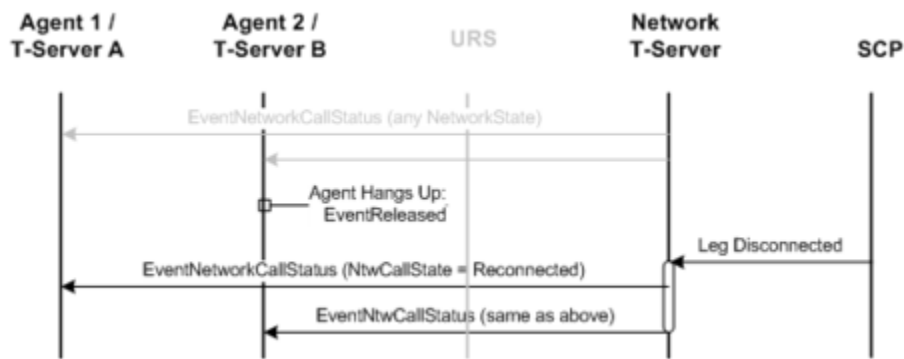 Agent 1 /
T-Server A
Agent 2 /
T-Server B
URS
Network
T-Server
SCP
EventNetworkCallStatus (any NetworkState)
Agent Hangs Up:
EventReleased
Leg Disconnected
EventNetworkCallStatus (NtwCallState = Reconnected)
EventNtwCallStatus (same as above)